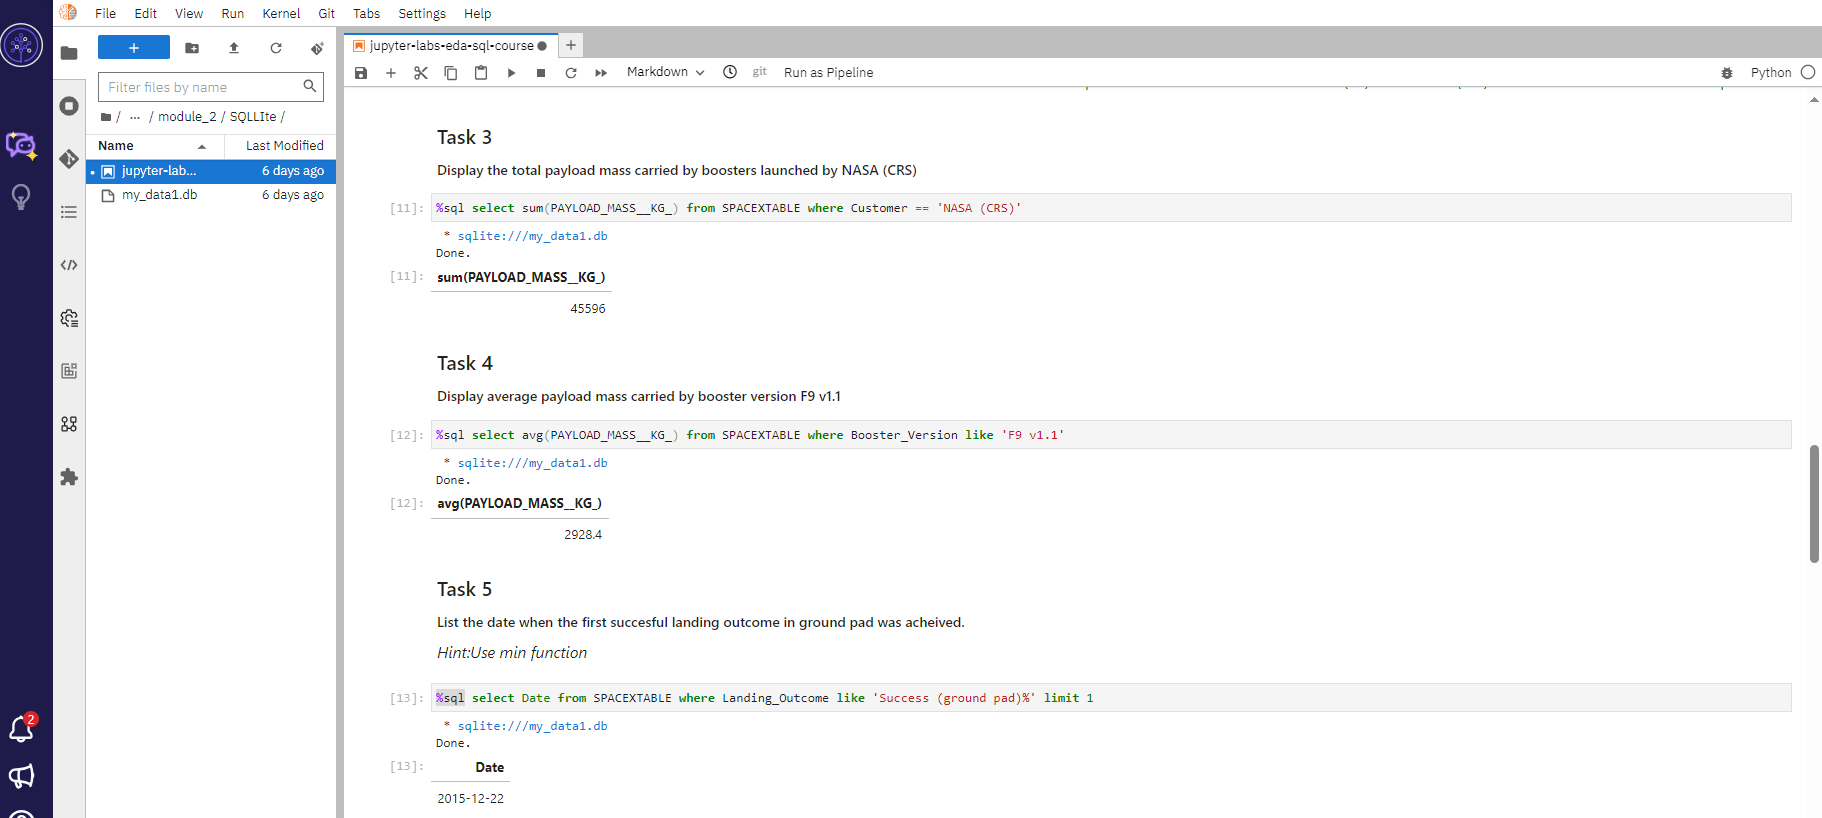 File Edit View Run Kernel Git Tabs Settings Help
+
Filter files by name
/ ... / module_2 / SQLLIte /
Name Last Modified
jupyter-lab... 6 days ago
my_data1.db 6 days ago
2
jupyter-labs-eda-sql-course
Markdown git Run as Pipeline Python
Task 3
Display the total payload mass carried by boosters launched by NASA (CRS)
[11]: %sql select sum(PAYLOAD_MASS__KG_) from SPACEXTABLE where Customer == 'NASA (CRS)'
* sqlite:///my_data1.db
Done.
[11]: sum(PAYLOAD_MASS__KG_)
45596
Task 4
Display average payload mass carried by booster version F9 v1.1
[12]: %sql select avg(PAYLOAD_MASS__KG_) from SPACEXTABLE where Booster_Version like 'F9 v1.1'
* sqlite:///my_data1.db
Done.
[12]: avg(PAYLOAD_MASS__KG_)
2928.4
Task 5
List the date when the first succesful landing outcome in ground pad was acheived.
Hint:Use min function
[13]: %sql select Date from SPACEXTABLE where Landing_Outcome like 'Success (ground pad)%' limit 1
* sqlite:///my_data1.db
Done.
[13]: Date
2015-12-22